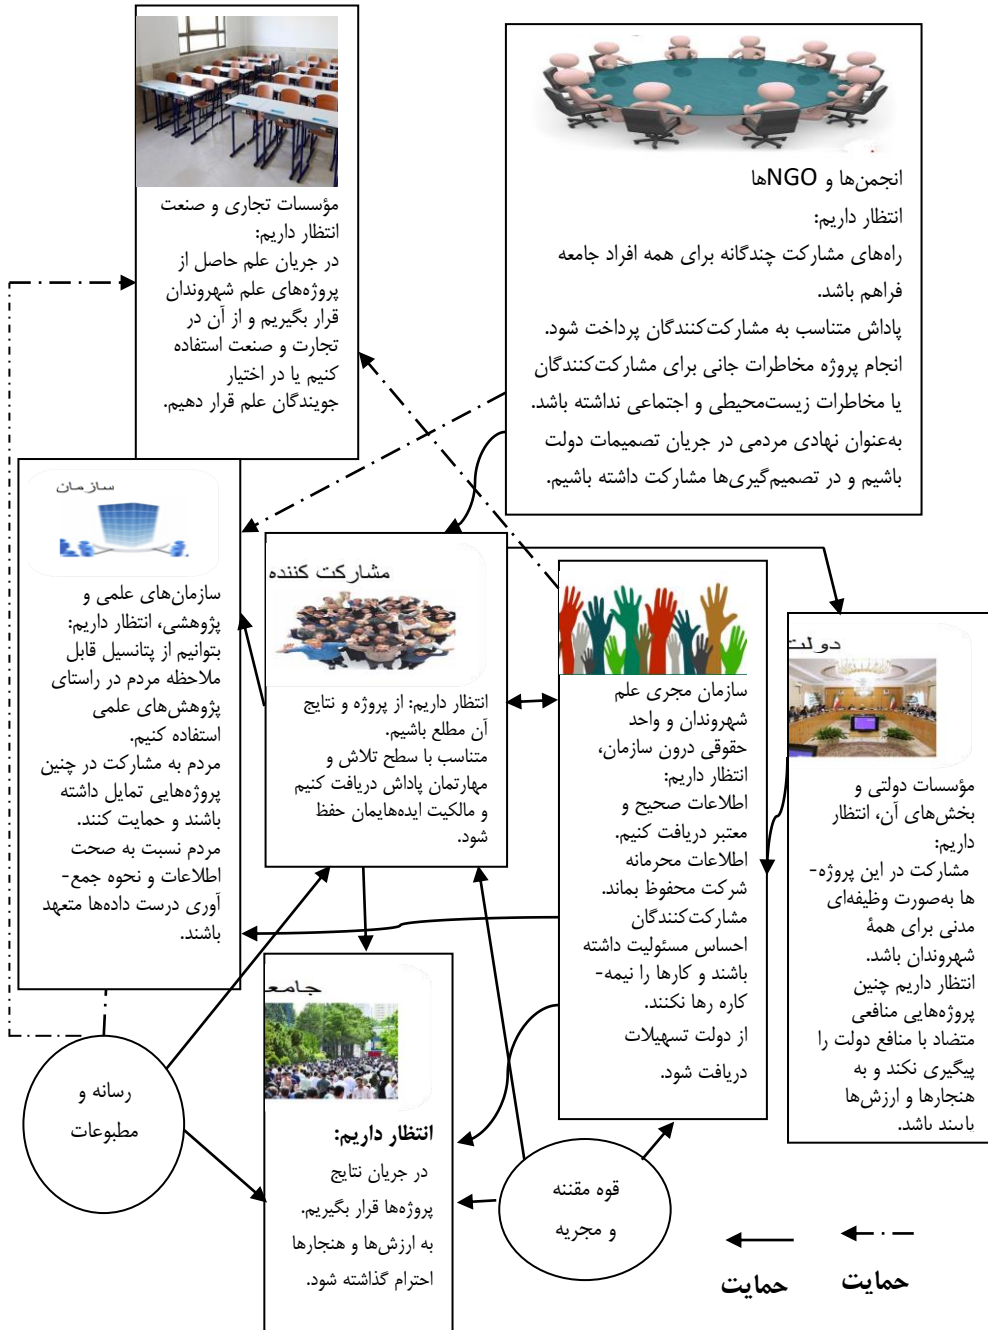 مؤسسات تجاری و صنعت
انتظار داریم:
در جریان علم حاصل از
پروژه‌های علم شهروندان
قرار بگیریم و از آن در
تجارت و صنعت استفاده
کنیم یا در اختیار
جویندگان علم قرار دهیم.
انجمن‌ها و NGOها
انتظار داریم:
راه‌های مشارکت چندگانه برای همه افراد جامعه
فراهم باشد.
پاداش متناسب به مشارکت‌کنندگان پرداخت شود.
انجام پروژه مخاطرات جانی برای مشارکت‌کنندگان
یا مخاطرات زیست‌محیطی و اجتماعی نداشته باشد.
به‌عنوان نهادی مردمی در جریان تصمیمات دولت
باشیم و در تصمیم‌گیری‌ها مشارکت داشته باشیم.
سازمان
سازمان‌های علمی و
پژوهشی، انتظار داریم:
بتوانیم از پتانسیل قابل
ملاحظه مردم در راستای
پژوهش‌های علمی
استفاده کنیم.
مردم به مشارکت در چنین
پروژه‌هایی تمایل داشته
باشند و حمایت کنند.
مردم نسبت به صحت
اطلاعات و نحوه جمع-
آوری درست داده‌ها متعهد
باشند.
مشارکت کننده
انتظار داریم: از پروژه و نتایج
آن مطلع باشیم.
متناسب با سطح تلاش و
مهارتمان پاداش دریافت کنیم
و مالکیت ایده‌هایمان حفظ
شود.
سازمان مجری علم
شهروندان و واحد
حقوقی درون سازمان،
انتظار داریم:
اطلاعات صحیح و
معتبر دریافت کنیم.
اطلاعات محرمانه
شرکت محفوظ بماند.
مشارکت‌کنندگان
احساس مسئولیت داشته
باشند و کارها را نیمه-
کاره رها نکنند.
از دولت تسهیلات
دریافت شود.
دولت
مؤسسات دولتی و
بخش‌های آن، انتظار
داریم:
مشارکت در این پروژه-
ها به‌صورت وظیفه‌ای
مدنی برای همهٔ
شهروندان باشد.
انتظار داریم چنین
پروژه‌هایی منافعی
متضاد با منافع دولت را
پیگیری نکند و به
هنجارها و ارزش‌ها
پایبند باشد.
جامع
انتظار داریم:
در جریان نتایج
پروژه‌ها قرار بگیریم.
به ارزش‌ها و هنجارها
احترام گذاشته شود.
رسانه و
مطبوعات
قوه مقننه
و مجریه
حمایت
حمایت